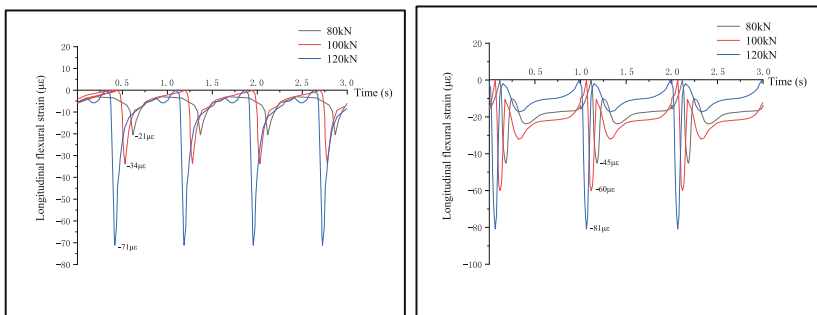 80kN
100kN
120kN
20
10
0
-10
-20
-30
-40
-50
-60
-70
-80
0.5 1.0 1.5 2.0 2.5 3.0
Time (s)
Longitudinal flexural strain (με)
-21με
-34με
-71με
80kN
100kN
120kN
40
20
0
-20
-40
-60
-80
-100
0.5 1.0 1.5 2.0 2.5 3.0
Time (s)
Longitudinal flexural strain (με)
-45με
-60με
-81με